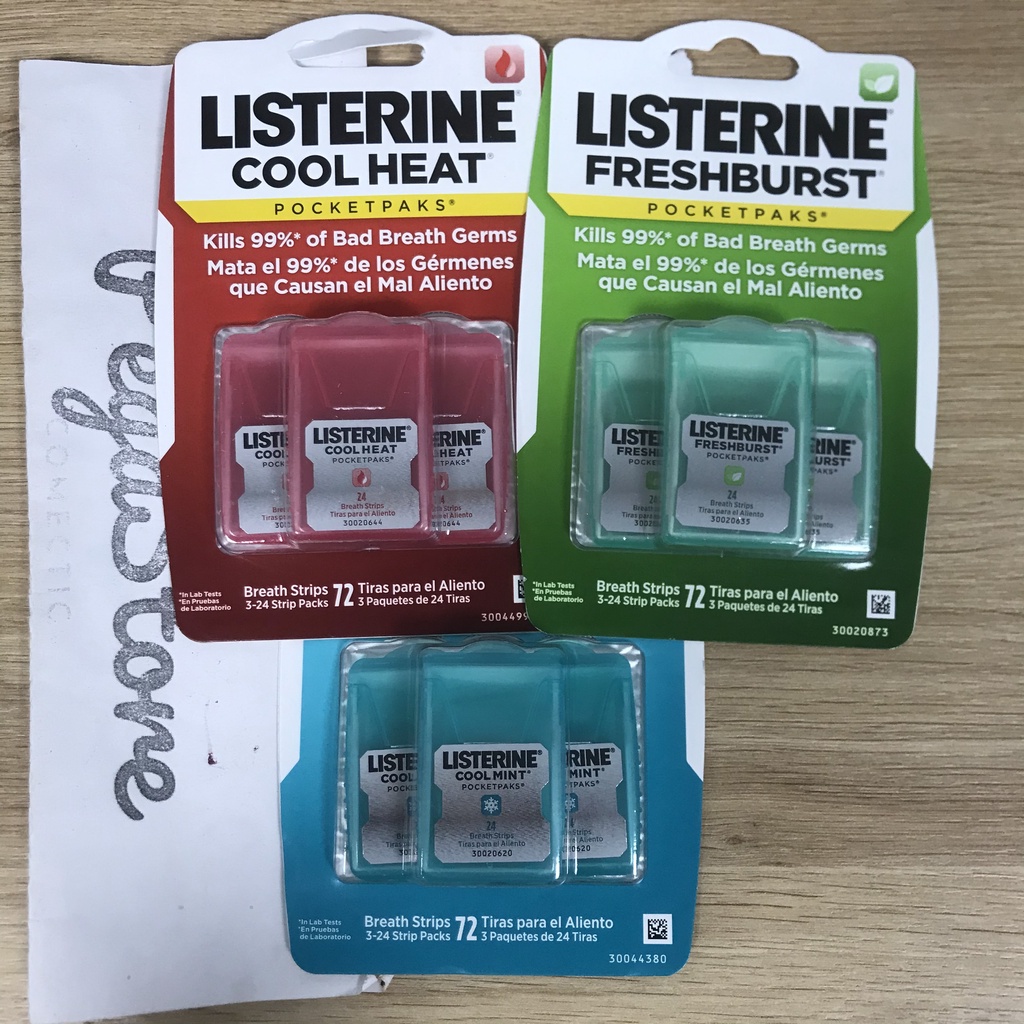 LISTERINE®
COOL HEAT®
POCKETPAKS®
Kills 99%* of Bad Breath Germs
Mata el 99%* de los Gérmenes
que Causan el Mal Aliento
LISTERINE®
COOL HEAT
POCKETPAKS®
24
Breath Strips
Tiras para el Aliento
30020644
*In Lab Tests
*En Pruebas
de Laboratorio
Breath Strips 72 Tiras para el Aliento
3-24 Strip Packs 3 Paquetes de 24 Tiras
LISTERINE®
FRESHBURST®
POCKETPAKS®
Kills 99%* of Bad Breath Germs
Mata el 99%* de los Gérmenes
que Causan el Mal Aliento
LISTERINE®
FRESHBURST®
POCKETPAKS®
24
Breath Strips
Tiras para el Aliento
30020635
*In Lab Tests
*En Pruebas
de Laboratorio
Breath Strips 72 Tiras para el Aliento
3-24 Strip Packs 3 Paquetes de 24 Tiras
30020873
LISTERINE®
COOL MINT®
POCKETPAKS®
24
Breath Strips
Tiras para el Aliento
30020620
*In Lab Tests
*En Pruebas
de Laboratorio
Breath Strips 72 Tiras para el Aliento
3-24 Strip Packs 3 Paquetes de 24 Tiras
30044380